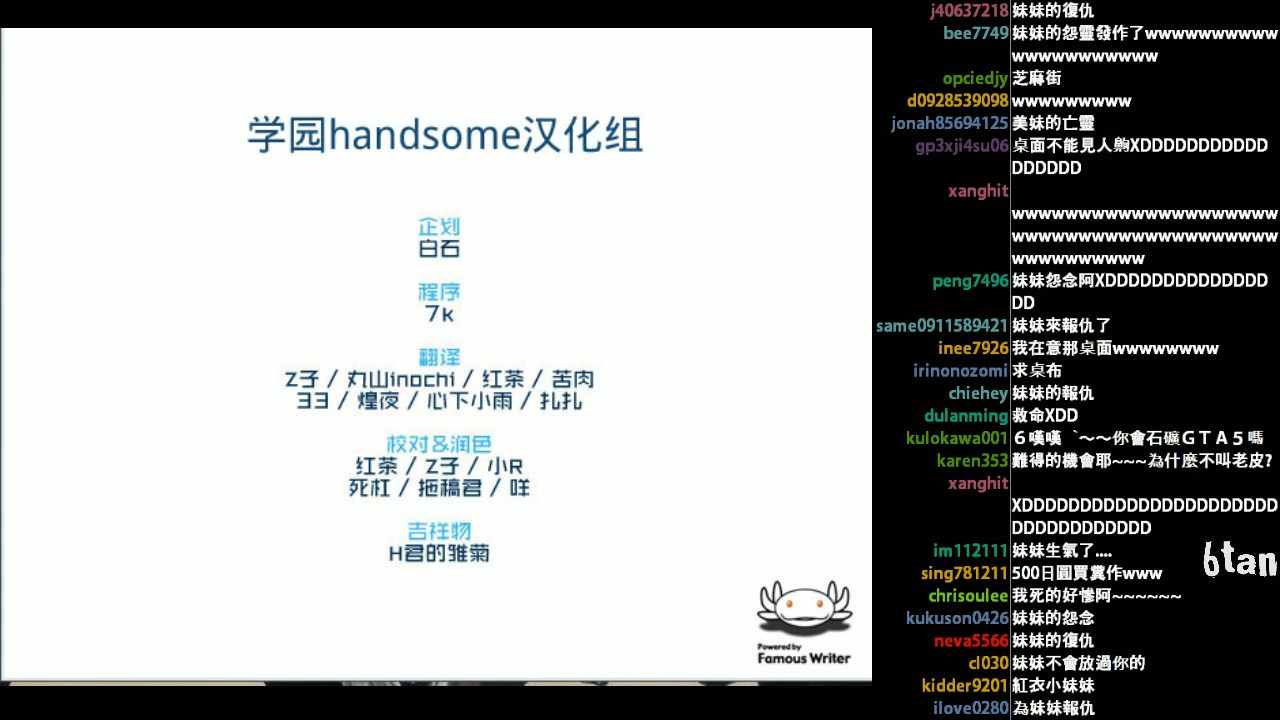 学园handsome汉化组
企划
白石
程序
7k
翻译
Z子 / 丸山inochi / 红茶 / 苦肉
ヨヨ / 煌夜 / 心下小雨 / 扎扎
校对&润色
红茶 / Z子 / 小R
死杠 / 拖稿君 / 咩
吉祥物
H君的雏菊
Powered by
Famous Writer
j40637218 妹妹的復仇
bee7749 妹妹的怨靈發作了wwwwwwwwww
wwwwwwwwwww
opciedjy 芝麻街
d0928539098 wwwwwwwww
jonah85694125 美妹的亡靈
gp3xji4su06 桌面不能見人齁XDDDDDDDDDDD
DDDDDD
xanghit
wwwwwwwwwwwwwwwwwwww
wwwwwwwwwwwwwwwwwwww
wwwwwwwwww
peng7496 妹妹怨念阿XDDDDDDDDDDDDDD
DD
same0911589421 妹妹來報仇了
inee7926 我在意那桌面wwwwwwww
irinonozomi 求桌布
chiehey 妹妹的報仇
dulanming 救命XDD
kulokawa001 ６嘆嘆｀～～你會石礦ＧＴＡ５嗎
karen353 難得的機會耶~~~為什麼不叫老皮?
xanghit
XDDDDDDDDDDDDDDDDDDDDDD
DDDDDDDDDDDD
im112111 妹妹生氣了....
sing781211 500日圓買糞作www
chrisoulee 我死的好慘阿~~~~~~
kukuson0426 妹妹的怨念
neva5566 妹妹的復仇
cl030 妹妹不會放過你的
kidder9201 紅衣小妹妹
ilove0280 為妹妹報仇
6tan